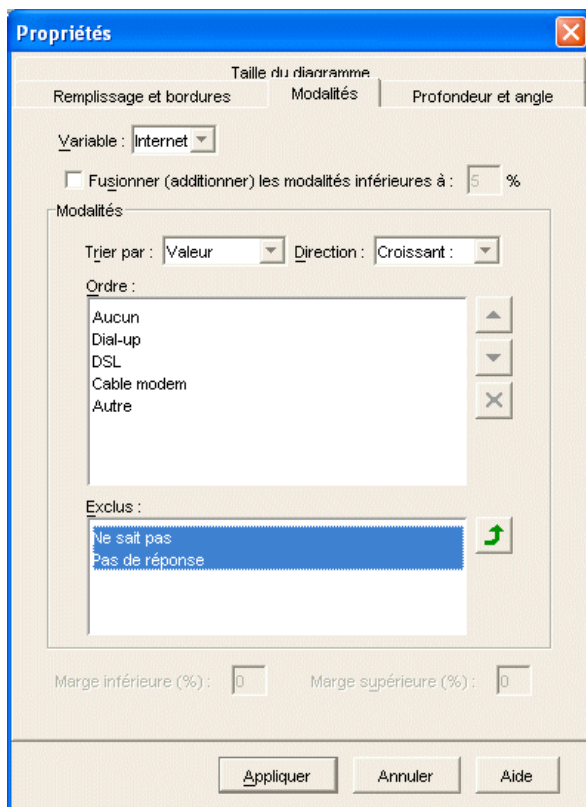 Propriétés
Taille du diagramme
Remplissage et bordures Modalités Profondeur et angle
Variable : Internet
Fusionner (additionner) les modalités inférieures à : 5 %
Modalités
Trier par : Valeur Direction : Croissant :
Ordre :
Aucun
Dial-up
DSL
Cable modem
Autre
Exclus :
Ne sait pas
Pas de réponse
Marge inférieure (%) : 0 Marge supérieure (%) : 0
Appliquer Annuler Aide